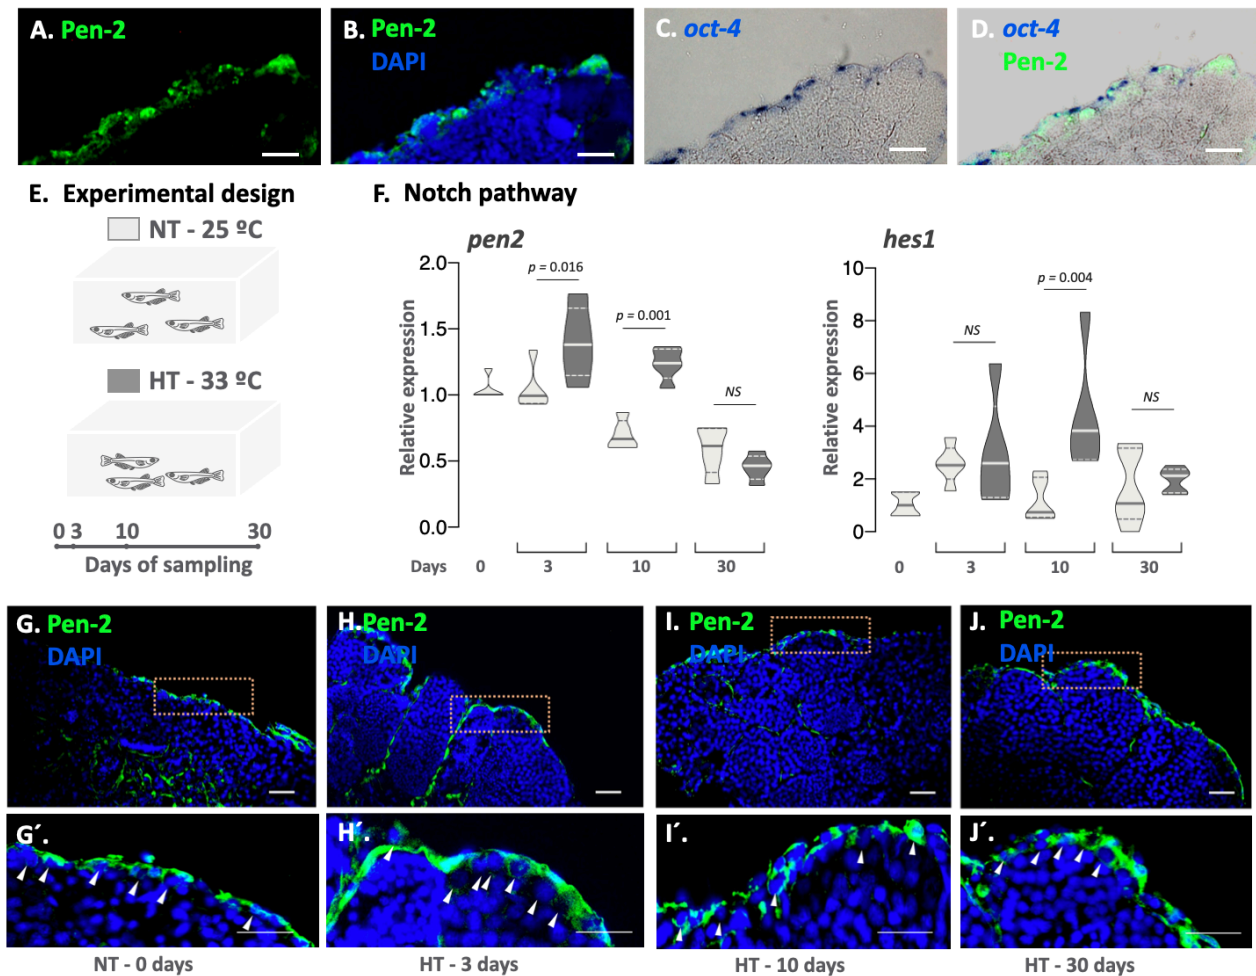 A. Pen-2
B. Pen-2
DAPI
C. oct-4
D. oct-4
Pen-2
E. Experimental design
NT - 25 ºC
HT - 33 ºC
0 3 10 30
Days of sampling
F. Notch pathway
pen2
Relative expression
2.0
1.5
1.0
0.5
0.0
p = 0.016
p = 0.001
NS
Days 0 3 10 30
hes1
Relative expression
10
8
6
4
2
0
NS
p = 0.004
NS
0 3 10 30
G. Pen-2
DAPI
H. Pen-2
DAPI
I. Pen-2
DAPI
J. Pen-2
DAPI
G´.
H´.
I´.
J´.
NT - 0 days
HT - 3 days
HT - 10 days
HT - 30 days